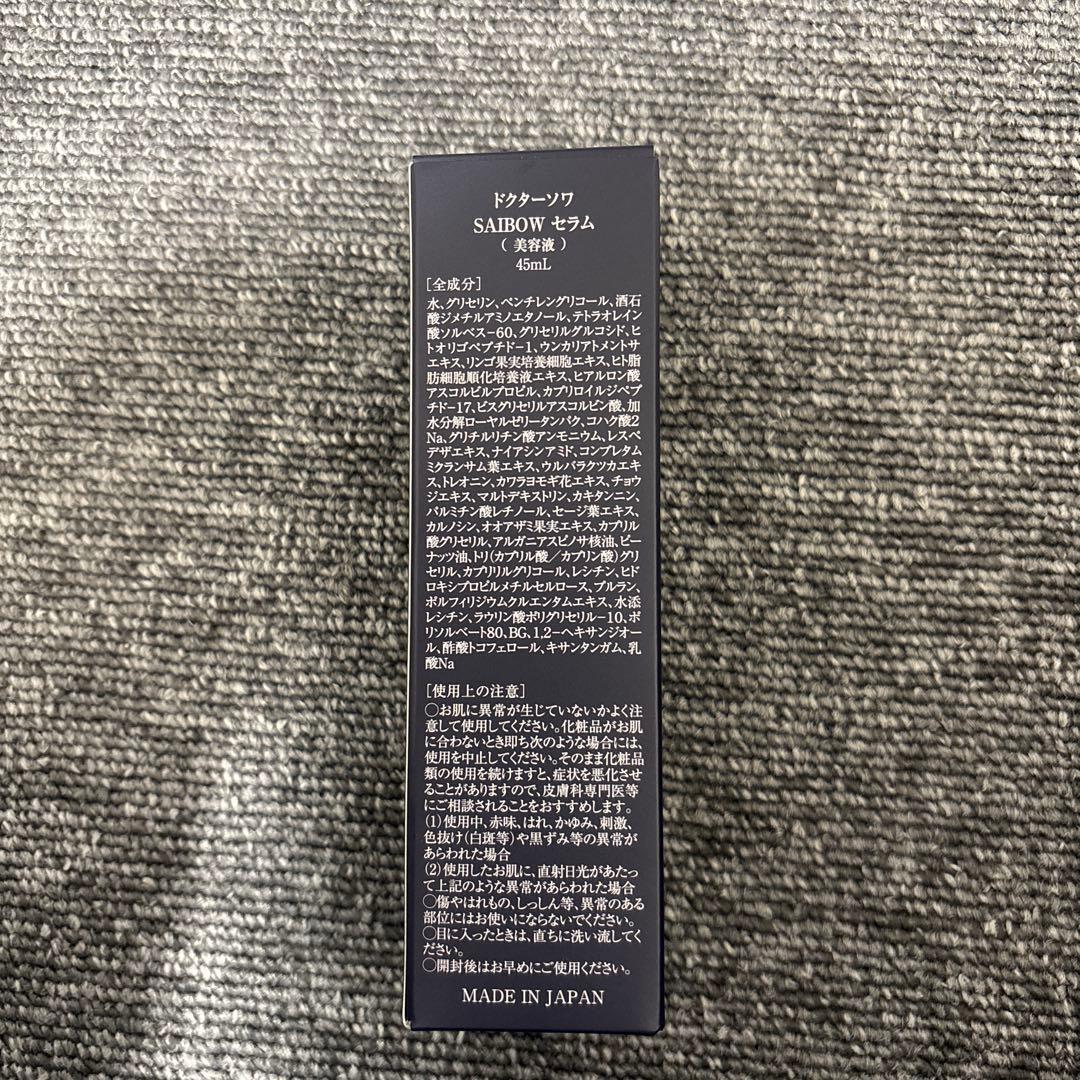 ドクターソワ
SAIBOW セラム
（ 美容液 ）
45mL
[全成分]
水、グリセリン、ペンチレングリコール、酒石
酸ジメチルアミノエタノール、テトラオレイン
酸ソルベス-60、グリセリルグルコシド、ヒ
トオリゴペプチド-1、ウンカリアトメントサ
エキス、リンゴ果実培養細胞エキス、ヒト脂
肪細胞順化培養液エキス、ヒアルロン酸
アスコルビルプロピル、カプリロイルジペプ
チド-17、ビスグリセリルアスコルビン酸、加
水分解ローヤルゼリータンパク、コハク酸2
Na、グリチルリチン酸アンモニウム、レスペ
デザエキス、ナイアシンアミド、コンブレタム
ミクランサム葉エキス、ウルバラクツカエキ
ス、トレオニン、カワラヨモギ花エキス、チョウ
ジエキス、マルトデキストリン、カキタンニン、
パルミチン酸レチノール、セージ葉エキス、
カルノシン、オオアザミ果実エキス、カプリル
酸グリセリル、アルガニアスピノサ核油、ピー
ナッツ油、トリ(カプリル酸／カプリン酸)グリ
セリル、カプリリルグリコール、レシチン、ヒド
ロキシプロピルメチルセルロース、プルラン、
ポルフィリジウムクルエンタムエキス、水添
レシチン、ラウリン酸ポリグリセリル-10、ポ
リソルベート80、BG、1,2-ヘキサンジオー
ル、酢酸トコフェロール、キサンタンガム、乳
酸Na
[使用上の注意]
○お肌に異常が生じていないかよく注
意して使用してください。化粧品がお肌
に合わないとき即ち次のような場合には、
使用を中止してください。そのまま化粧品
類の使用を続けますと、症状を悪化させ
ることがありますので、皮膚科専門医等
にご相談されることをおすすめします。
(1)使用中、赤味、はれ、かゆみ、刺激、
色抜け(白斑等)や黒ずみ等の異常が
あらわれた場合
(2)使用したお肌に、直射日光があたっ
て上記のような異常があらわれた場合
○傷やはれもの、しっしん等、異常のある
部位にはお使いにならないでください。
○目に入ったときは、直ちに洗い流してく
ださい。
○開封後はお早めにご使用ください。
MADE IN JAPAN